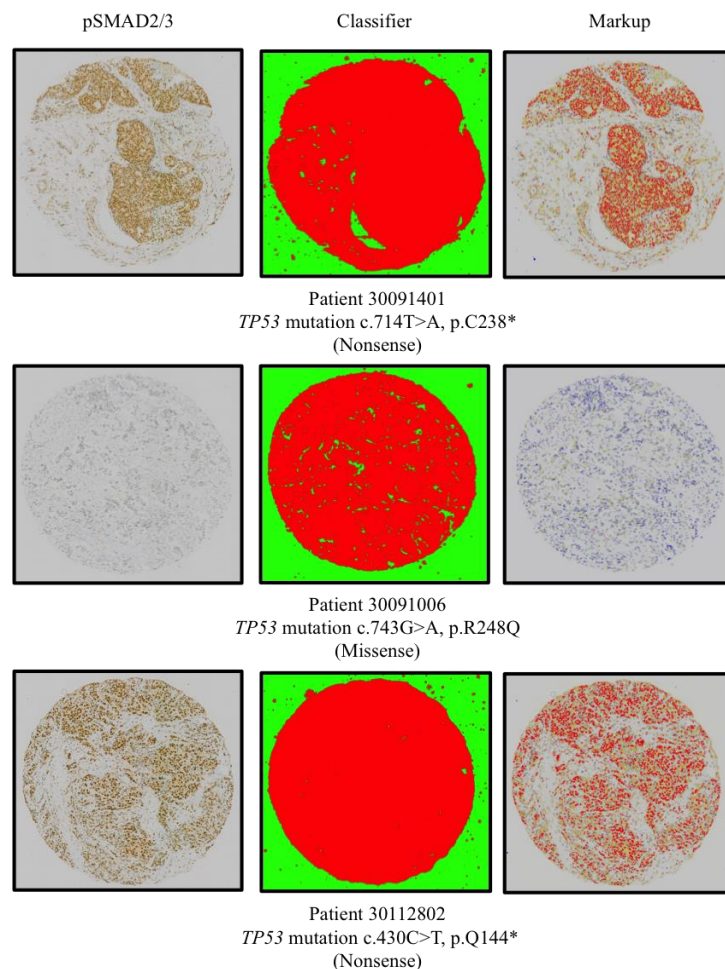 pSMAD2/3 Classifier Markup
Patient 30091401
TP53 mutation c.714T>A, p.C238*
(Nonsense)
Patient 30091006
TP53 mutation c.743G>A, p.R248Q
(Missense)
Patient 30112802
TP53 mutation c.430C>T, p.Q144*
(Nonsense)